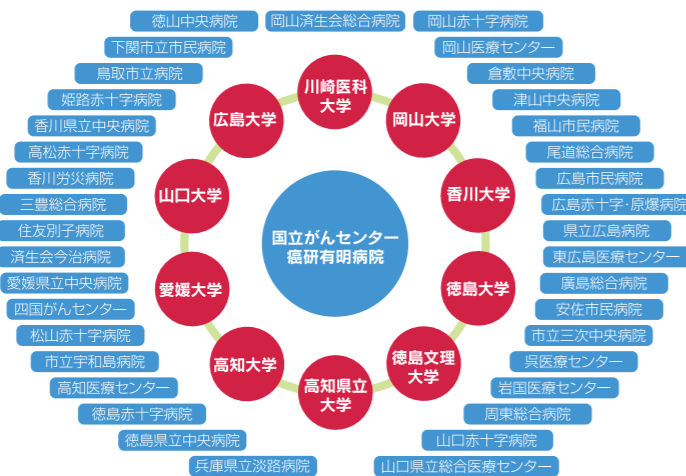 徳山中央病院
岡山済生会総合病院
岡山赤十字病院
下関市立市民病院
岡山医療センター
鳥取市立病院
倉敷中央病院
姫路赤十字病院
津山中央病院
香川県立中央病院
福山市民病院
高松赤十字病院
尾道総合病院
香川労災病院
広島市民病院
三豊総合病院
広島赤十字・原爆病院
住友別子病院
県立広島病院
済生会今治病院
東広島医療センター
愛媛県立中央病院
廣島総合病院
四国がんセンター
安佐市民病院
松山赤十字病院
市立三次中央病院
市立宇和島病院
呉医療センター
高知医療センター
岩国医療センター
徳島赤十字病院
周東総合病院
徳島県立中央病院
山口赤十字病院
兵庫県立淡路病院
山口県立総合医療センター
川崎医科
大学
岡山大学
香川大学
徳島大学
徳島文理
大学
高知県立
大学
高知大学
愛媛大学
山口大学
広島大学
国立がんセンター
癌研有明病院